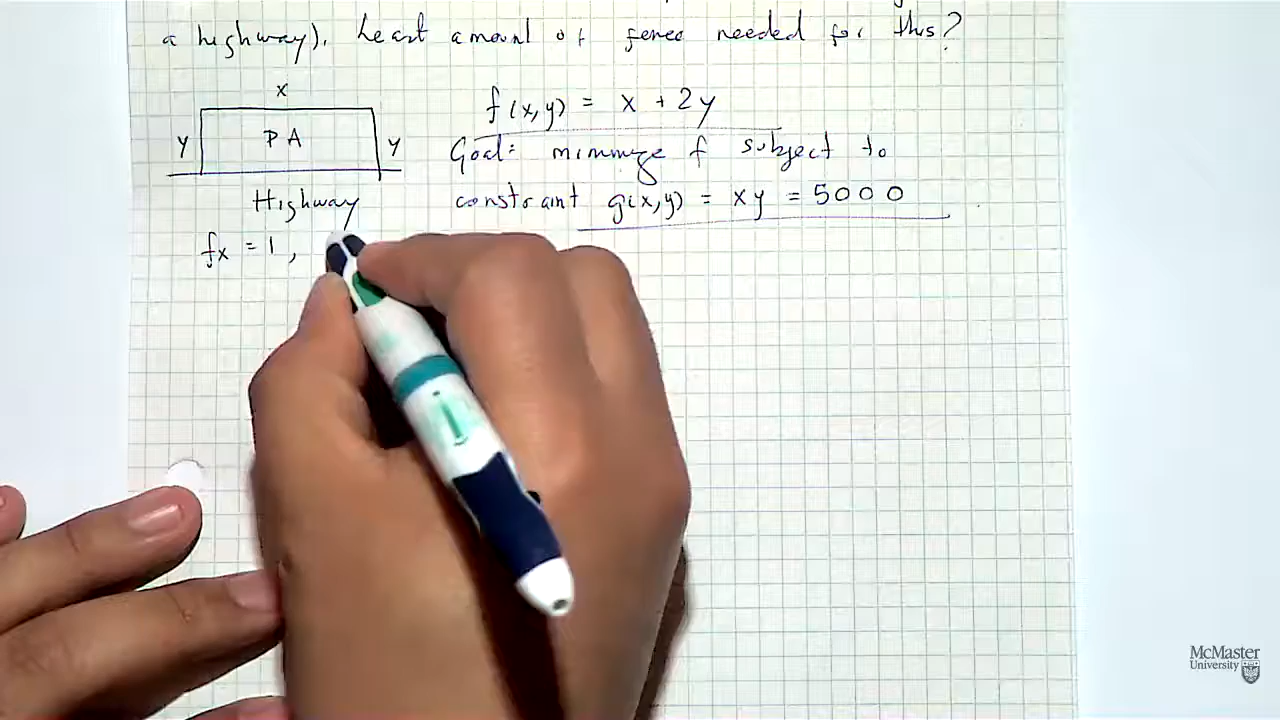 a highway). Least amount of fence needed for this?
x
f(x,y) = x + 2y
y PA y
Goal: minimize f subject to
constraint g(x,y) = xy = 5000
Highway
fx = 1,
McMaster
University